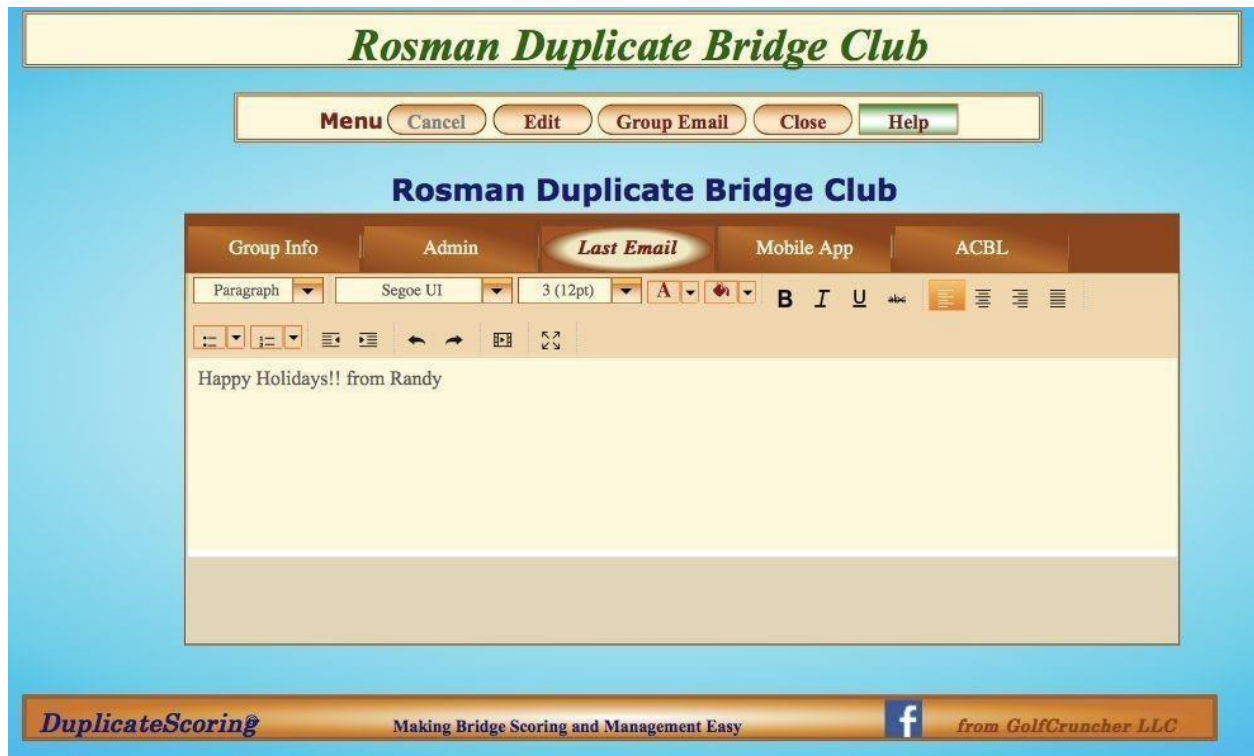 Rosman Duplicate Bridge Club
Menu Cancel Edit Group Email Close Help
Rosman Duplicate Bridge Club
Group Info Admin Last Email Mobile App ACBL
Paragraph Segoe UI 3 (12pt) A B I U abc
Happy Holidays!! from Randy
DuplicateScoring Making Bridge Scoring and Management Easy f from GolfCruncher LLC